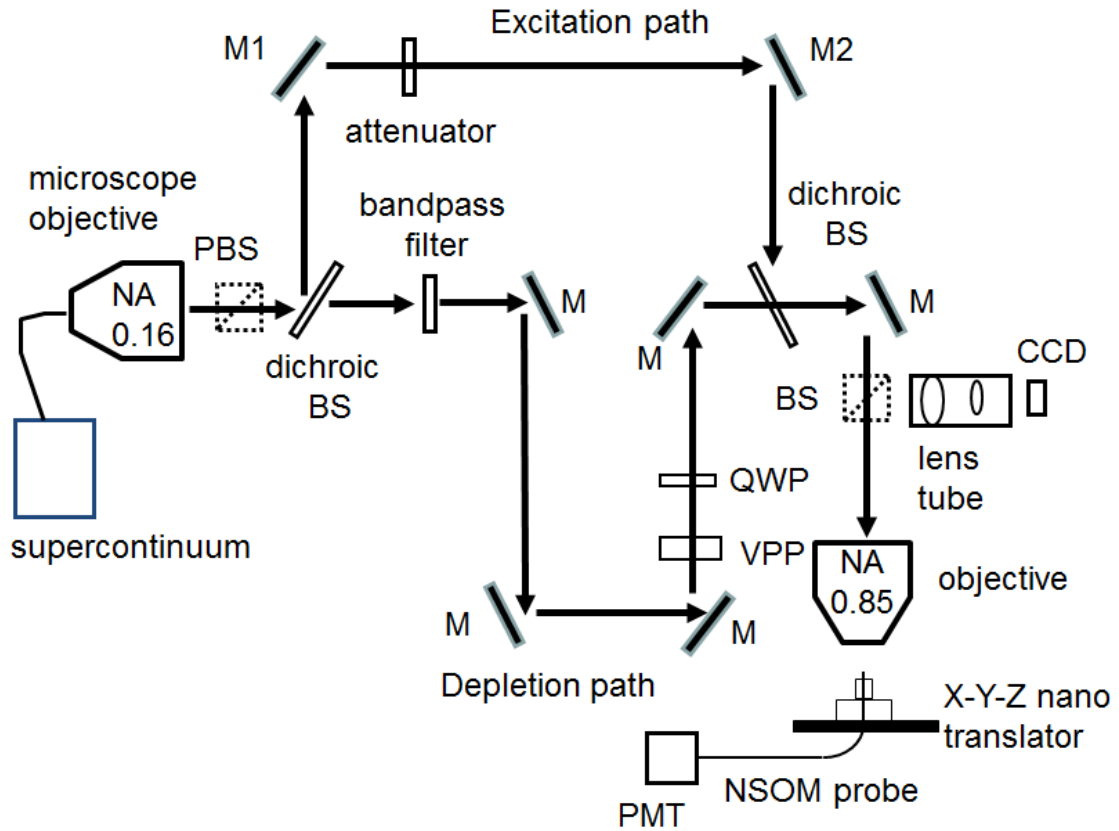 Excitation path
M1
M2
attenuator
microscope
objective
bandpass
filter
dichroic
BS
PBS
NA
0.16
M
M
M
dichroic
BS
CCD
BS
lens
tube
QWP
VPP
supercontinuum
NA
0.85
objective
M
M
Depletion path
X-Y-Z nano
translator
NSOM probe
PMT